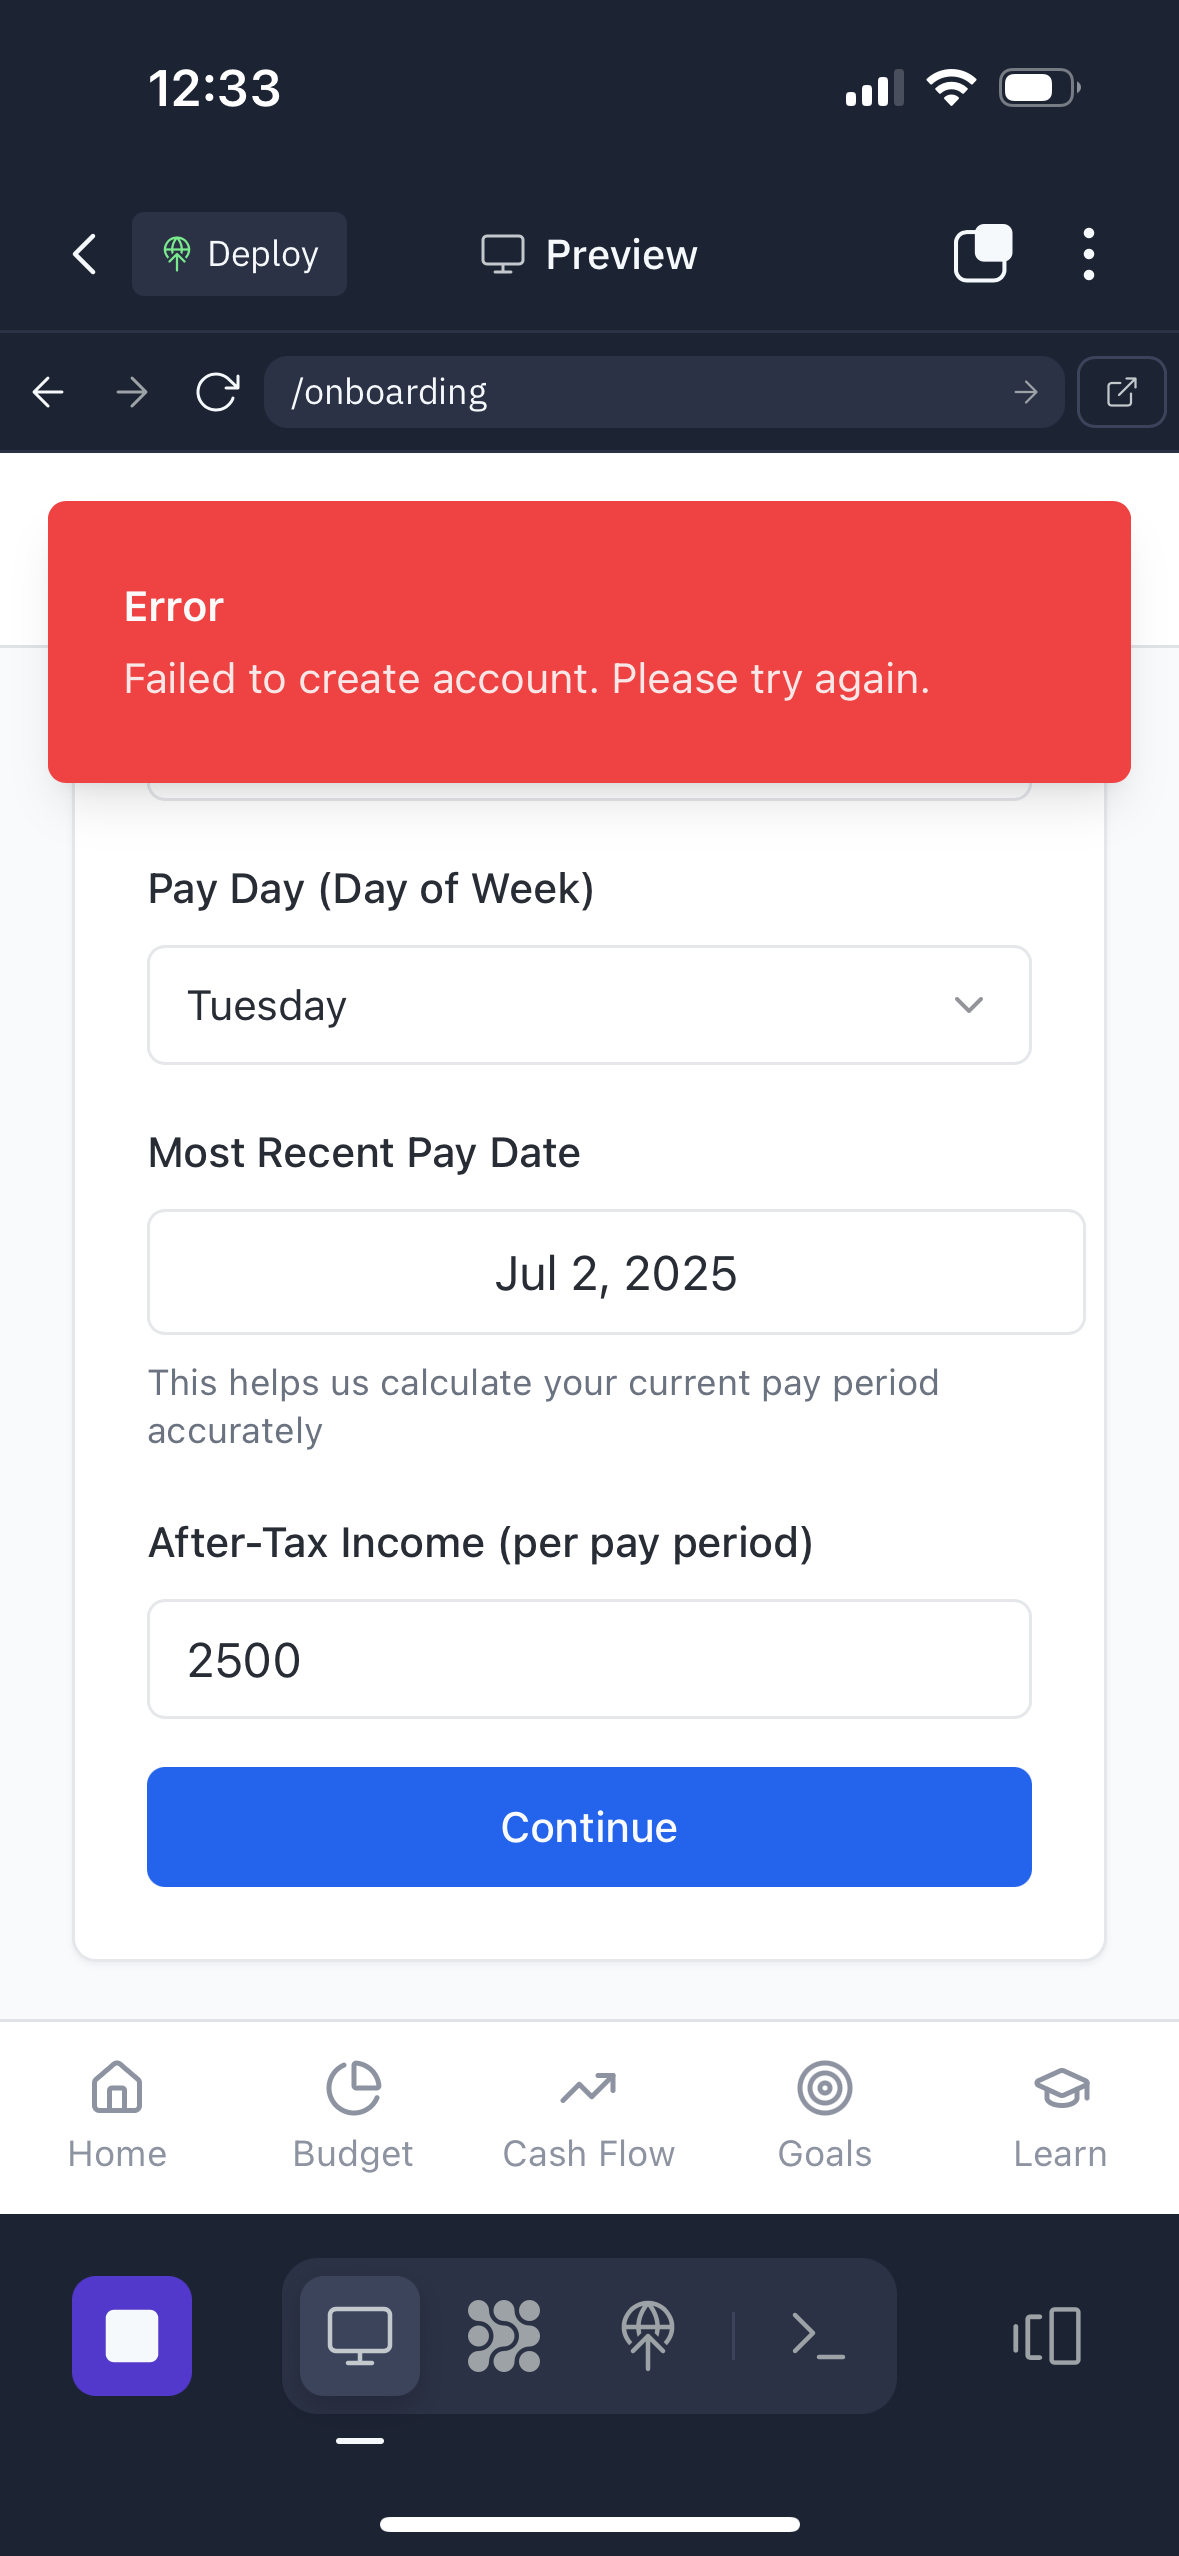 12:33
Deploy
Preview
/onboarding
Error
Failed to create account. Please try again.
Pay Day (Day of Week)
Tuesday
Most Recent Pay Date
Jul 2, 2025
This helps us calculate your current pay period
accurately
After-Tax Income (per pay period)
2500
Continue
Home
Budget
Cash Flow
Goals
Learn